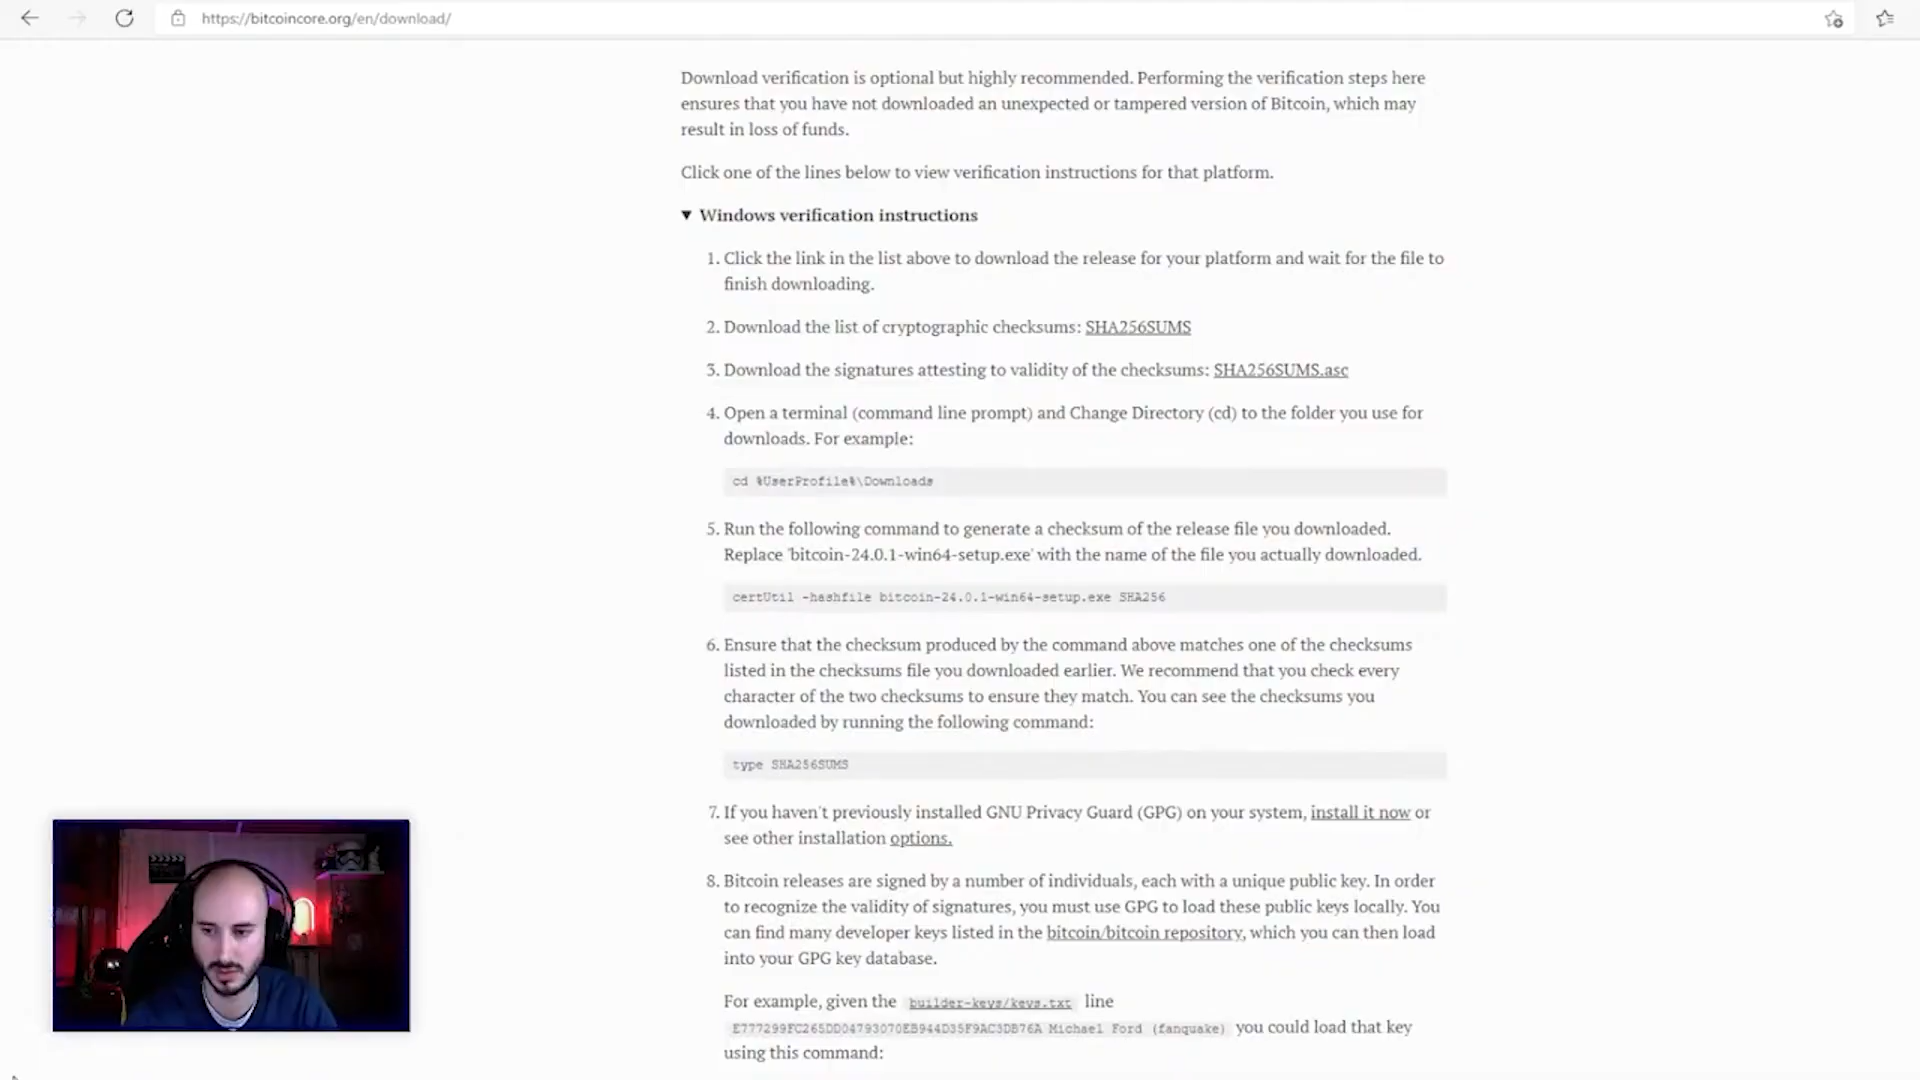 https://bitcoincore.org/en/download/
Download verification is optional but highly recommended. Performing the verification steps here
ensures that you have not downloaded an unexpected or tampered version of Bitcoin, which may
result in loss of funds.
Click one of the lines below to view verification instructions for that platform.
▼ Windows verification instructions
1. Click the link in the list above to download the release for your platform and wait for the file to
finish downloading.
2. Download the list of cryptographic checksums: SHA256SUMS
3. Download the signatures attesting to validity of the checksums: SHA256SUMS.asc
4. Open a terminal (command line prompt) and Change Directory (cd) to the folder you use for
downloads. For example:
cd %UserProfile%\Downloads
5. Run the following command to generate a checksum of the release file you downloaded.
Replace 'bitcoin-24.0.1-win64-setup.exe' with the name of the file you actually downloaded.
certUtil -hashfile bitcoin-24.0.1-win64-setup.exe SHA256
6. Ensure that the checksum produced by the command above matches one of the checksums
listed in the checksums file you downloaded earlier. We recommend that you check every
character of the two checksums to ensure they match. You can see the checksums you
downloaded by running the following command:
type SHA256SUMS
7. If you haven't previously installed GNU Privacy Guard (GPG) on your system, install it now or
see other installation options.
8. Bitcoin releases are signed by a number of individuals, each with a unique public key. In order
to recognize the validity of signatures, you must use GPG to load these public keys locally. You
can find many developer keys listed in the bitcoin/bitcoin repository, which you can then load
into your GPG key database.
For example, given the builder-keys/keys.txt line
E777299FC265DD04793070EB944D35F9AC3DB76A Michael Ford (fanquake) you could load that key
using this command: